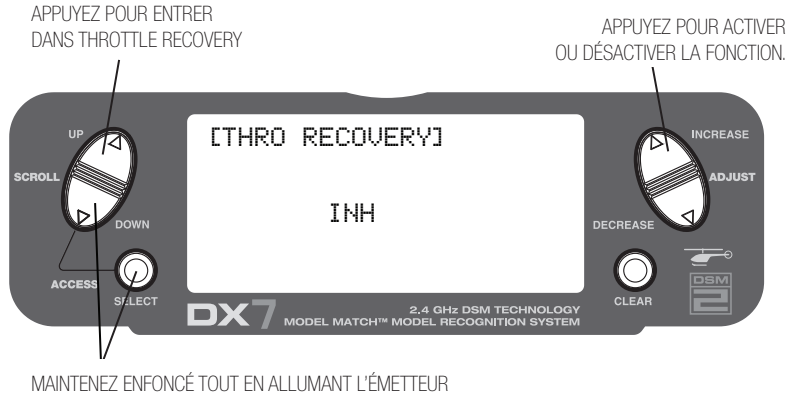 APPUYEZ POUR ENTRER
DANS THROTTLE RECOVERY
APPUYEZ POUR ACTIVER
OU DÉSACTIVER LA FONCTION.
UP
SCROLL
DOWN
ACCESS
SELECT
[THRO RECOVERY]
INH
INCREASE
ADJUST
DECREASE
CLEAR
DSM
2
DX7
2.4 GHz DSM TECHNOLOGY
MODEL MATCH™ MODEL RECOGNITION SYSTEM
MAINTENEZ ENFONCÉ TOUT EN ALLUMANT L'ÉMETTEUR